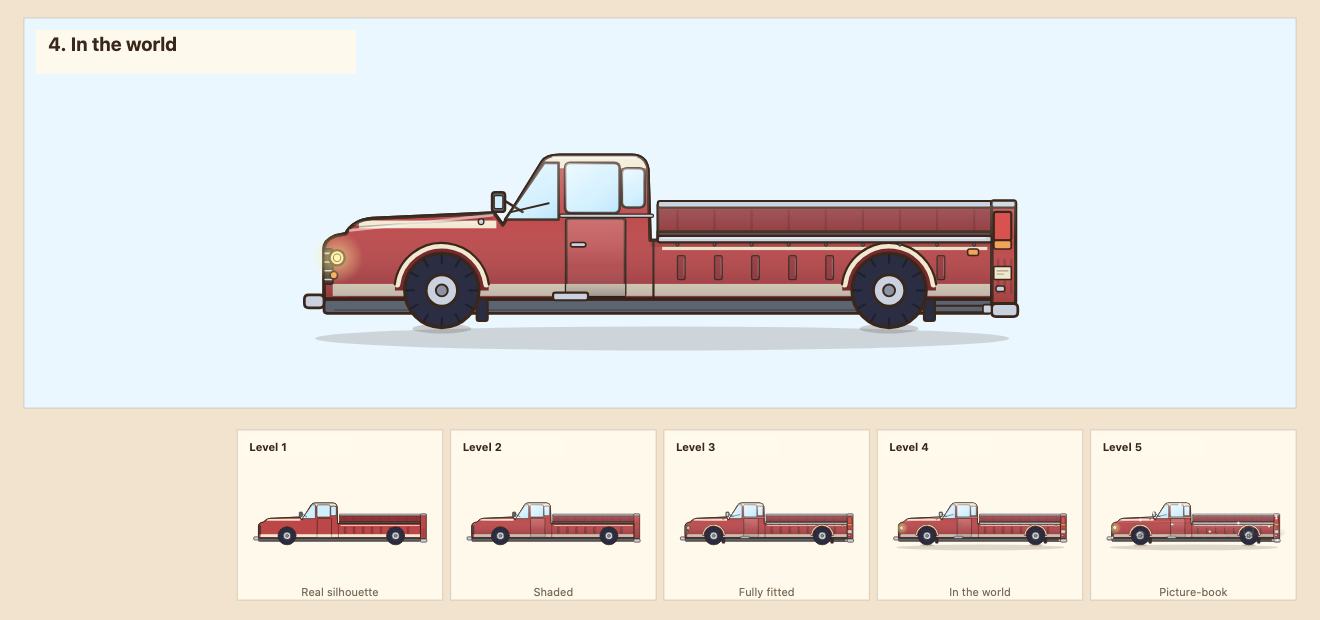 4. In the world
Level 1
Level 2
Level 3
Level 4
Level 5
Real silhouette
Shaded
Fully fitted
In the world
Picture-book